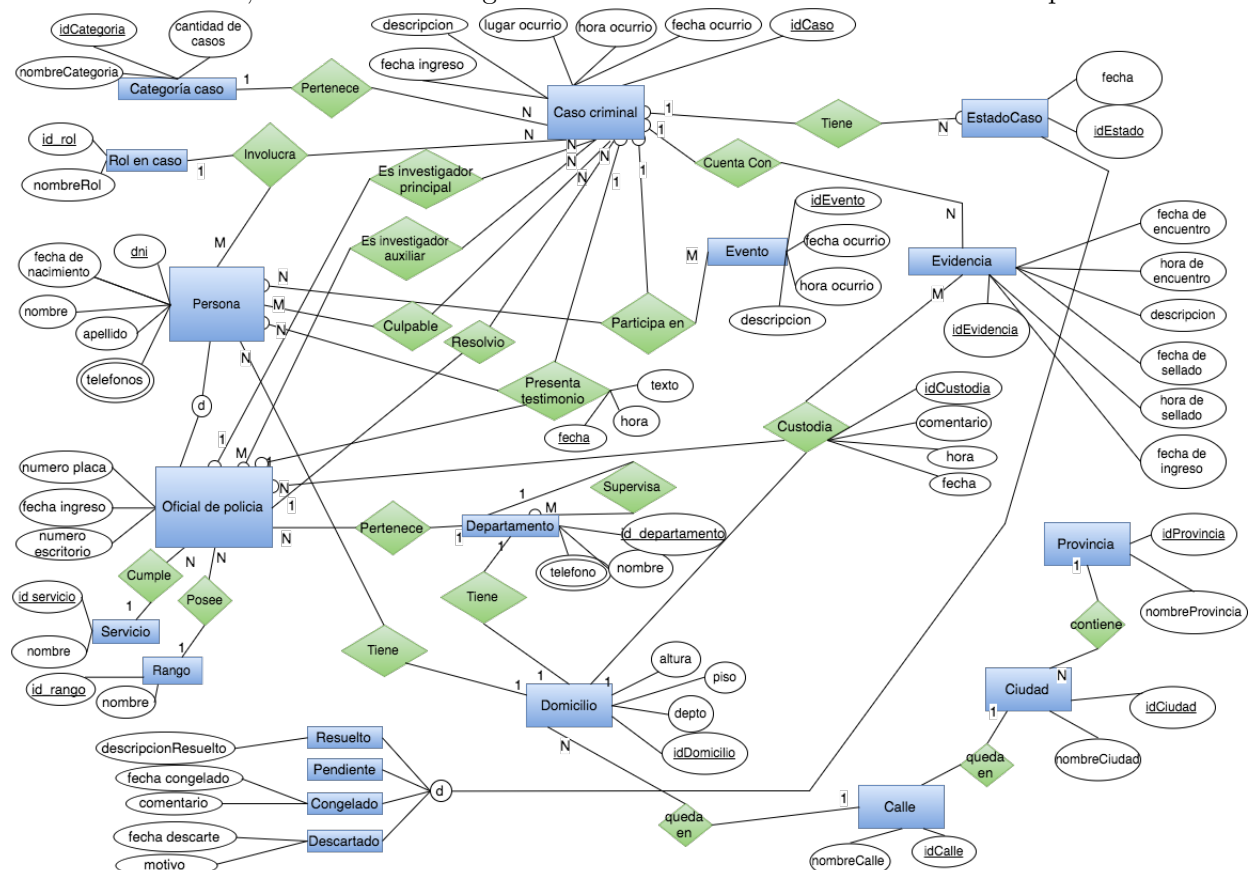 idCategoria
cantidad de
casos
nombreCategoria
Categoría caso
1
Pertenece
N
descripcion
lugar ocurrio
hora ocurrio
fecha ocurrio
idCaso
fecha ingreso
Caso criminal
1
1
Tiene
N
EstadoCaso
fecha
idEstado
id_rol
Rol en caso
nombreRol
1
Involucra
N
M
Es investigador
principal
N
1
Es investigador
auxiliar
N
M
Cuenta Con
N
N
N
1
1
Evento
idEvento
fecha ocurrio
hora ocurrio
descripcion
M
Evidencia
fecha de
encuentro
hora de
encuentro
descripcion
fecha de
sellado
hora de
sellado
fecha de
ingreso
idEvidencia
M
dni
fecha de
nacimiento
nombre
apellido
telefonos
Persona
N
M
N
N
Culpable
Resolvio
Participa en
Presenta
testimonio
texto
hora
fecha
d
Custodia
idCustodia
comentario
hora
fecha
numero placa
fecha ingreso
numero
escritorio
Oficial de policia
1
N
1
N
Pertenece
1
Departamento
1
M
Supervisa
id_departamento
nombre
telefono
1
Tiene
1
N
Cumple
N
Posee
id servicio
nombre
1
Servicio
1
Rango
id_rango
nombre
Tiene
1
1
Domicilio
altura
piso
depto
idDomicilio
N
Provincia
idProvincia
nombreProvincia
1
contiene
N
Ciudad
idCiudad
nombreCiudad
1
queda
en
Calle
1
nombreCalle
idCalle
queda
en
descripcionResuelto
Resuelto
Pendiente
fecha congelado
comentario
Congelado
fecha descarte
motivo
Descartado
d